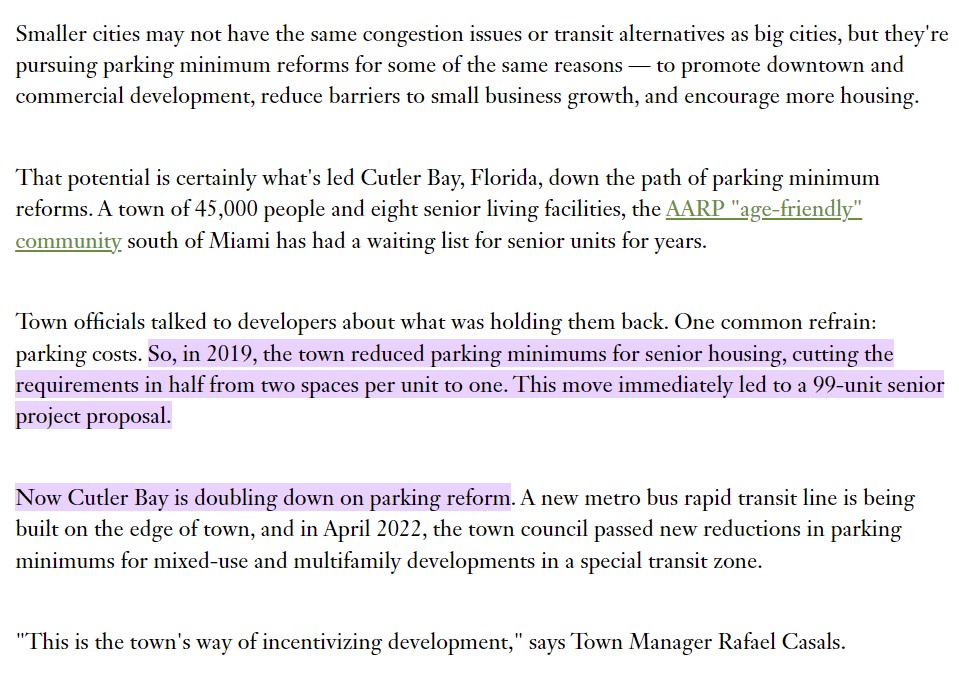 Smaller cities may not have the same congestion issues or transit alternatives as big cities, but they're
pursuing parking minimum reforms for some of the same reasons — to promote downtown and
commercial development, reduce barriers to small business growth, and encourage more housing.
That potential is certainly what's led Cutler Bay, Florida, down the path of parking minimum
reforms. A town of 45,000 people and eight senior living facilities, the AARP "age-friendly"
community south of Miami has had a waiting list for senior units for years.
Town officials talked to developers about what was holding them back. One common refrain:
parking costs. So, in 2019, the town reduced parking minimums for senior housing, cutting the
requirements in half from two spaces per unit to one. This move immediately led to a 99-unit senior
project proposal.
Now Cutler Bay is doubling down on parking reform. A new metro bus rapid transit line is being
built on the edge of town, and in April 2022, the town council passed new reductions in parking
minimums for mixed-use and multifamily developments in a special transit zone.
"This is the town's way of incentivizing development," says Town Manager Rafael Casals.